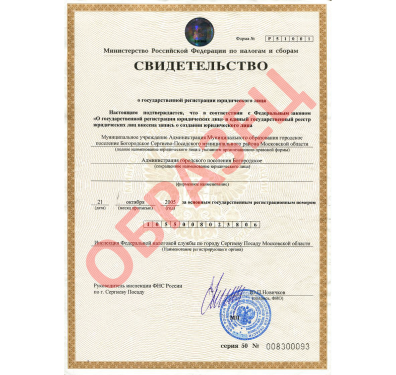 Форма № Р 5 1 0 0 1
Министерство Российской Федерации по налогам и сборам
СВИДЕТЕЛЬСТВО
о государственной регистрации юридического лица
Настоящим подтверждается, что в соответствии с Федеральным законом
«О государственной регистрации юридических лиц» в единый государственный реестр
юридических лиц внесена запись о создании юридического лица
Муниципальное учреждение Администрация Муниципального образования городское
поселение Богородское Сергиево-Посадского муниципального района Московской области
(полное наименование юридического лица с указанием организационно-правовой формы)
Администрация городского поселения Богородское
(сокращенное наименование юридического лица)
(фирменное наименование)
21 октября 2005 за основным государственным регистрационным номером
(дата) (месяц прописью) (год)
1 0 5 5 0 0 8 0 2 3 8 0 6
Инспекция Федеральной налоговой службы по городу Сергиеву Посаду Московской области
(Наименование регистрирующего органа)
Руководитель инспекции ФНС России
по г. Сергиеву Посаду
(подпись, ФИО)
МП
серия 50 № 008300093
ОБРАЗЕЦ